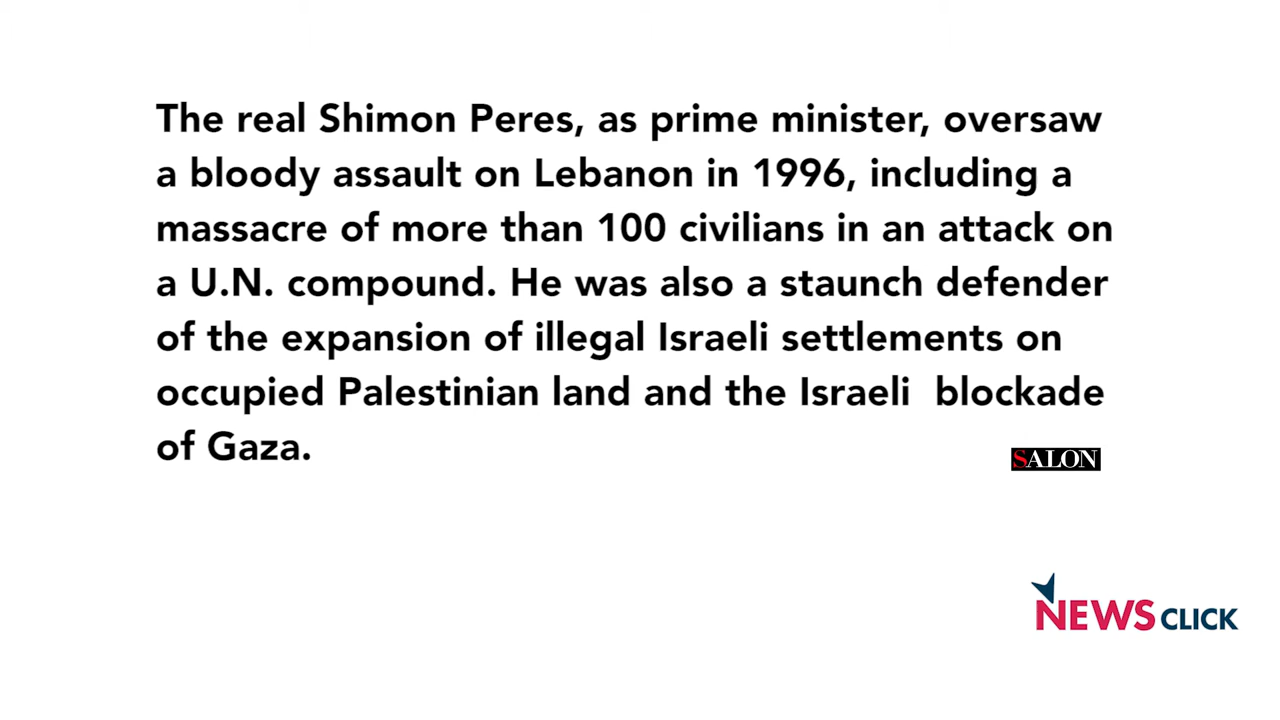 The real Shimon Peres, as prime minister, oversaw
a bloody assault on Lebanon in 1996, including a
massacre of more than 100 civilians in an attack on
a U.N. compound. He was also a staunch defender
of the expansion of illegal Israeli settlements on
occupied Palestinian land and the Israeli  blockade
of Gaza.
SALON
NEWSCLICK